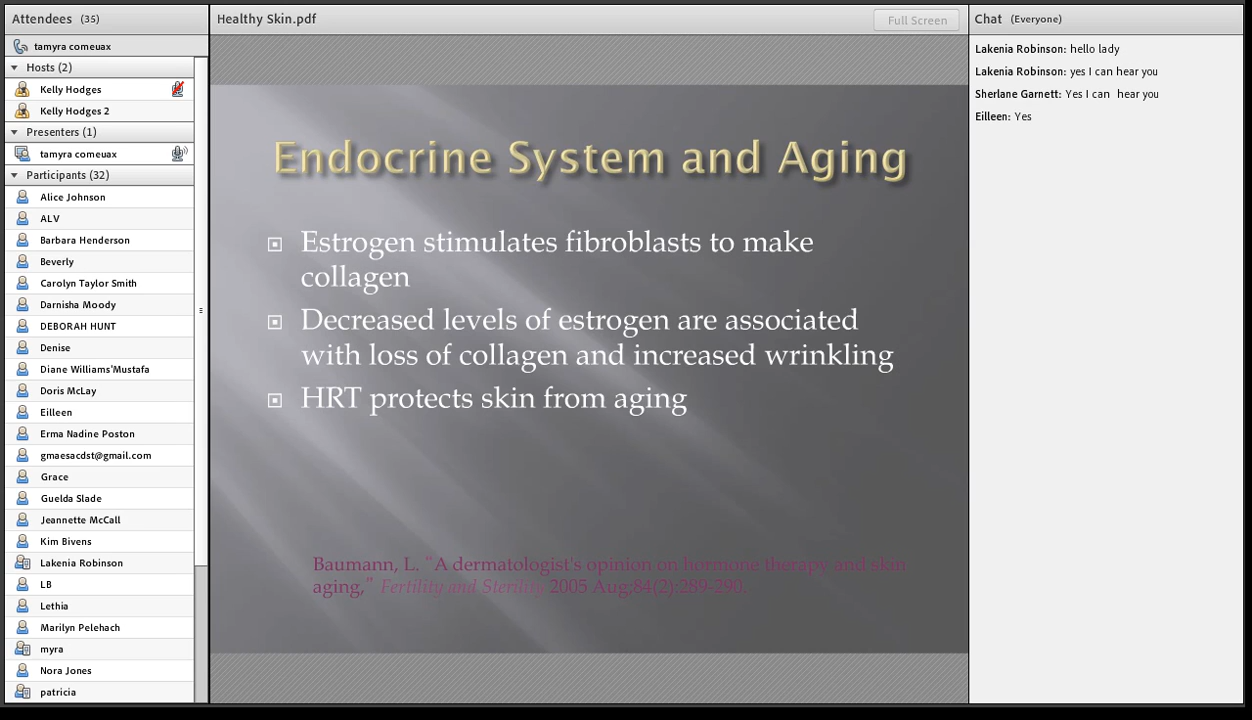 Attendees (35)
tamyra comeuax
Hosts (2)
Kelly Hodges
Kelly Hodges 2
Presenters (1)
tamyra comeuax
Participants (32)
Alice Johnson
ALV
Barbara Henderson
Beverly
Carolyn Taylor Smith
Darnisha Moody
DEBORAH HUNT
Denise
Diane Williams'Mustafa
Doris McLay
Eilleen
Erma Nadine Poston
gmaesacdst@gmail.com
Grace
Guelda Slade
Jeannette McCall
Kim Bivens
Lakenia Robinson
LB
Lethia
Marilyn Pelehach
myra
Nora Jones
patricia
Healthy Skin.pdf
Full Screen
Endocrine System and Aging
Estrogen stimulates fibroblasts to make
collagen
Decreased levels of estrogen are associated
with loss of collagen and increased wrinkling
HRT protects skin from aging
Baumann, L. "A dermatologist's opinion on hormone therapy and skin
aging," Fertility and Sterility 2005 Aug;84(2):289-290.
Chat (Everyone)
Lakenia Robinson: hello lady
Lakenia Robinson: yes I can hear you
Sherlane Garnett: Yes I can hear you
Eilleen: Yes